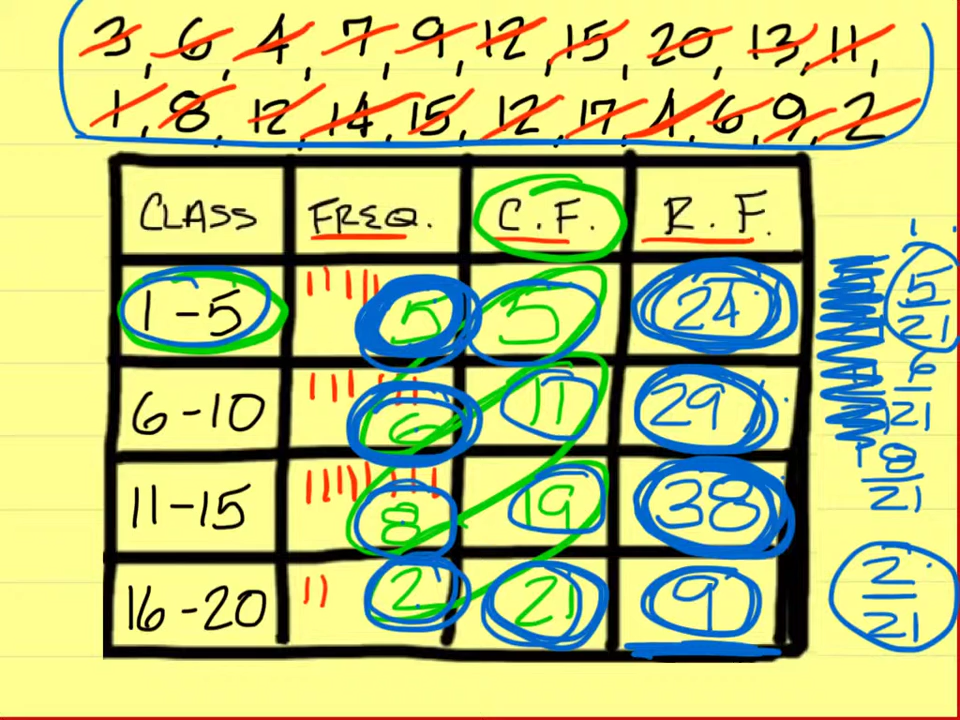 3, 6, 4, 7, 9, 12, 15, 20, 13, 11,
1, 8, 12, 14, 15, 12, 17, 1, 6, 9, 2
CLASS FREQ. C.F. R.F.
1-5 5 5 24 5/21
6-10 6 11 29 6/21
11-15 8 19 38 8/21
16-20 2 21 9 2/21